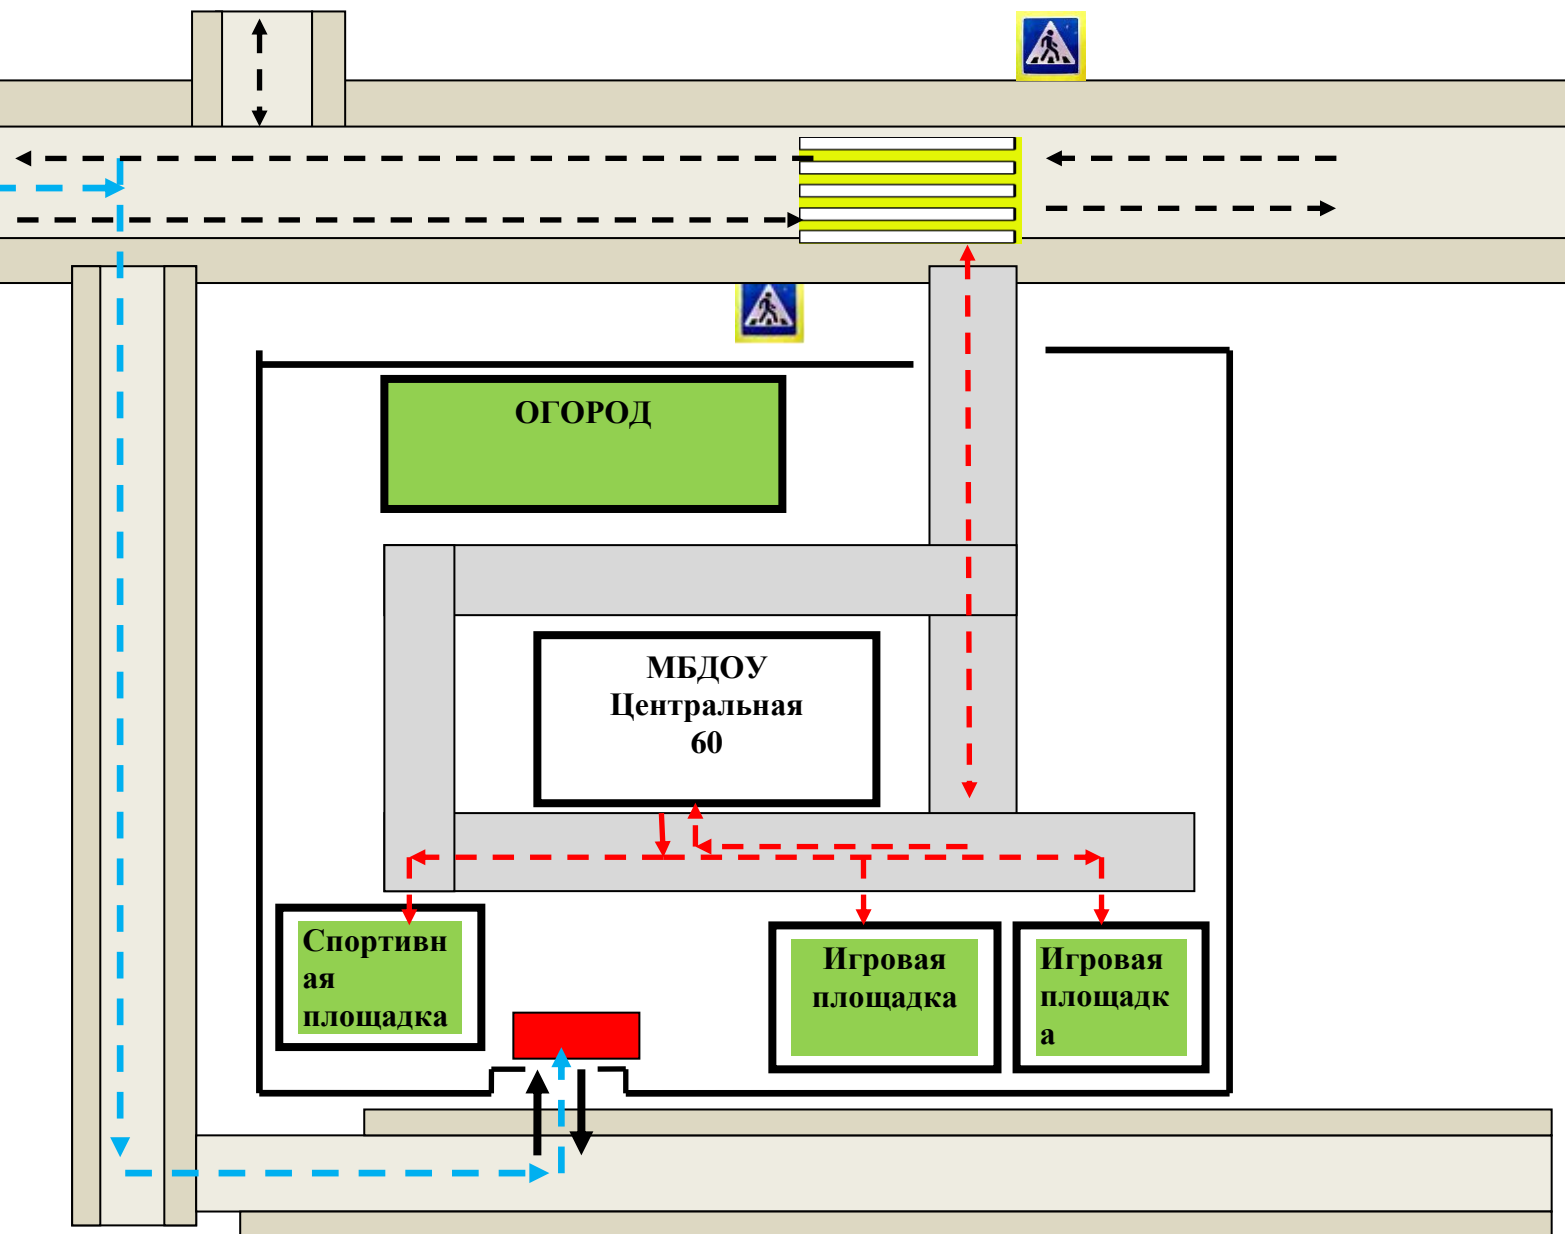 ОГОРОД
МБДОУ
Центральная
60
Спортивн
ая
площадка
Игровая
площадка
Игровая
площадк
а